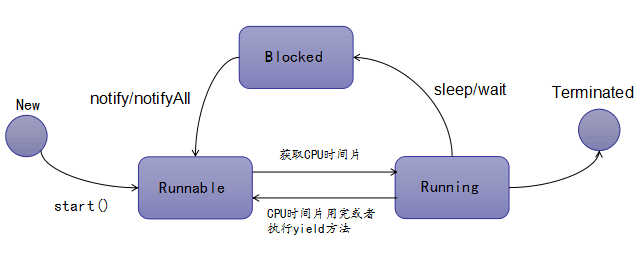 Blocked
notify/notifyAll
sleep/wait
New
Terminated
获取CPU时间片
Runnable
Running
start()
CPU时间片用完或者
执行yield方法